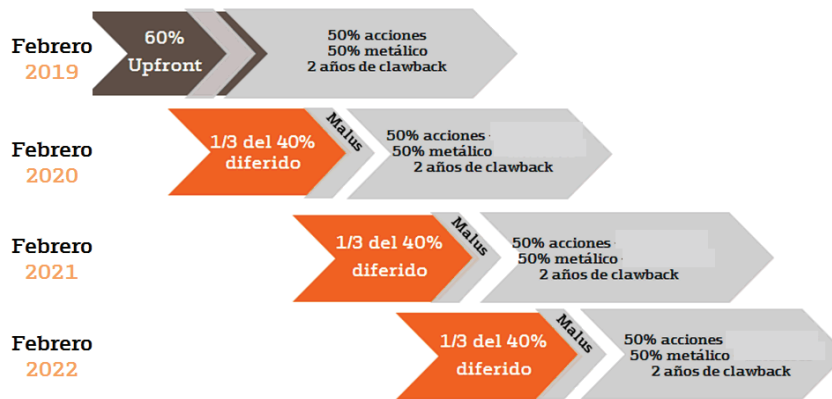 Febrero
2019
60%
Upfront
50% acciones
50% metálico
2 años de clawback
Febrero
2020
1/3 del 40%
diferido
Malus
50% acciones
50% metálico
2 años de clawback
Febrero
2021
1/3 del 40%
diferido
Malus
50% acciones
50% metálico
2 años de clawback
Febrero
2022
1/3 del 40%
diferido
Malus
50% acciones
50% metálico
2 años de clawback